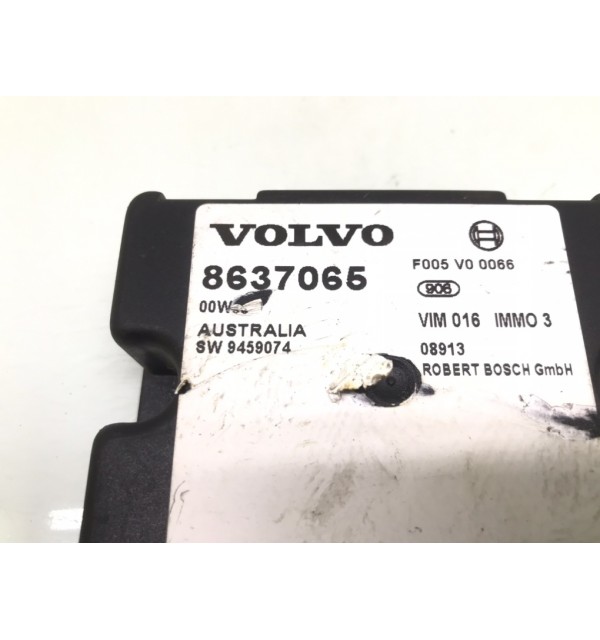 VOLVO
8637065
AUSTRALIA
SW 9459074
F005 V0 0066
906
VIM 016 IMMO 3
08913
ROBERT BOSCH GmbH